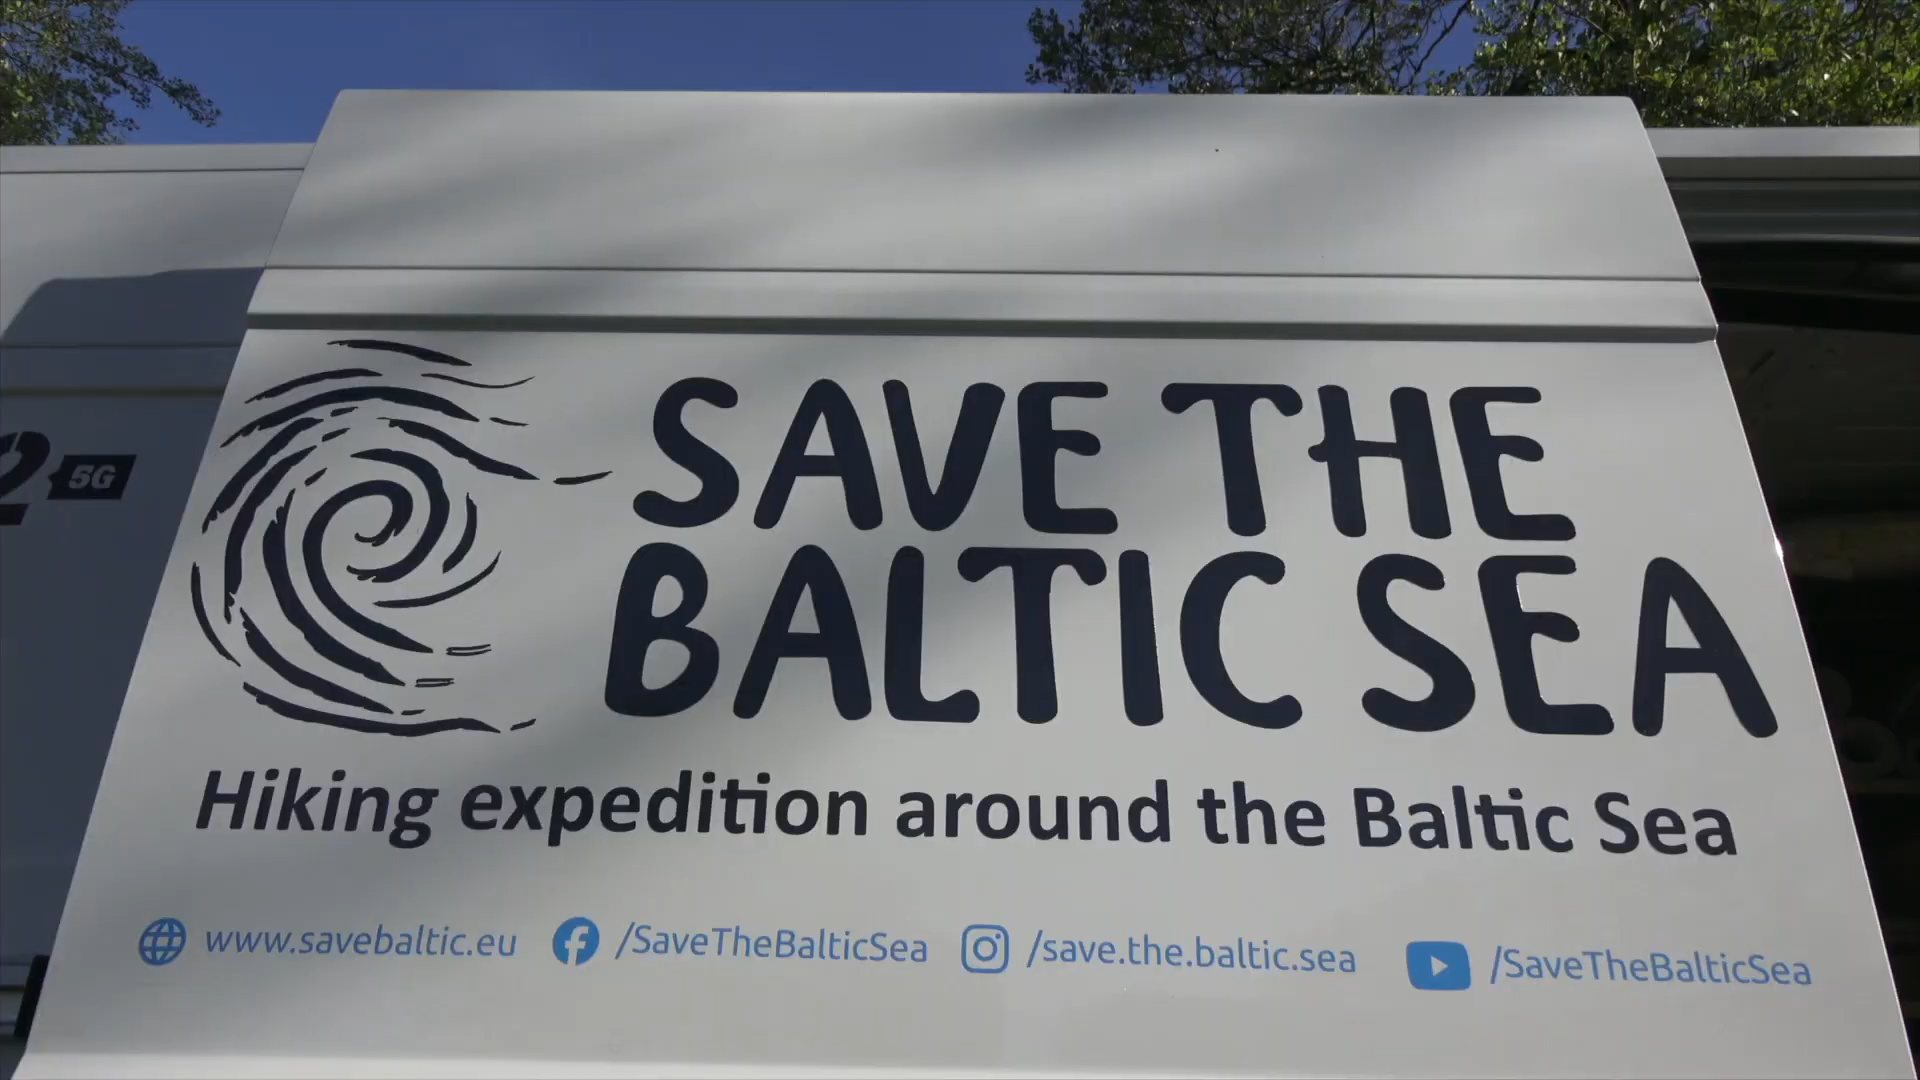 SAVE THE
BALTIC SEA
Hiking expedition around the Baltic Sea
www.savebaltic.eu /SaveTheBalticSea /save.the.baltic.sea /SaveTheBalticSea
2 5G